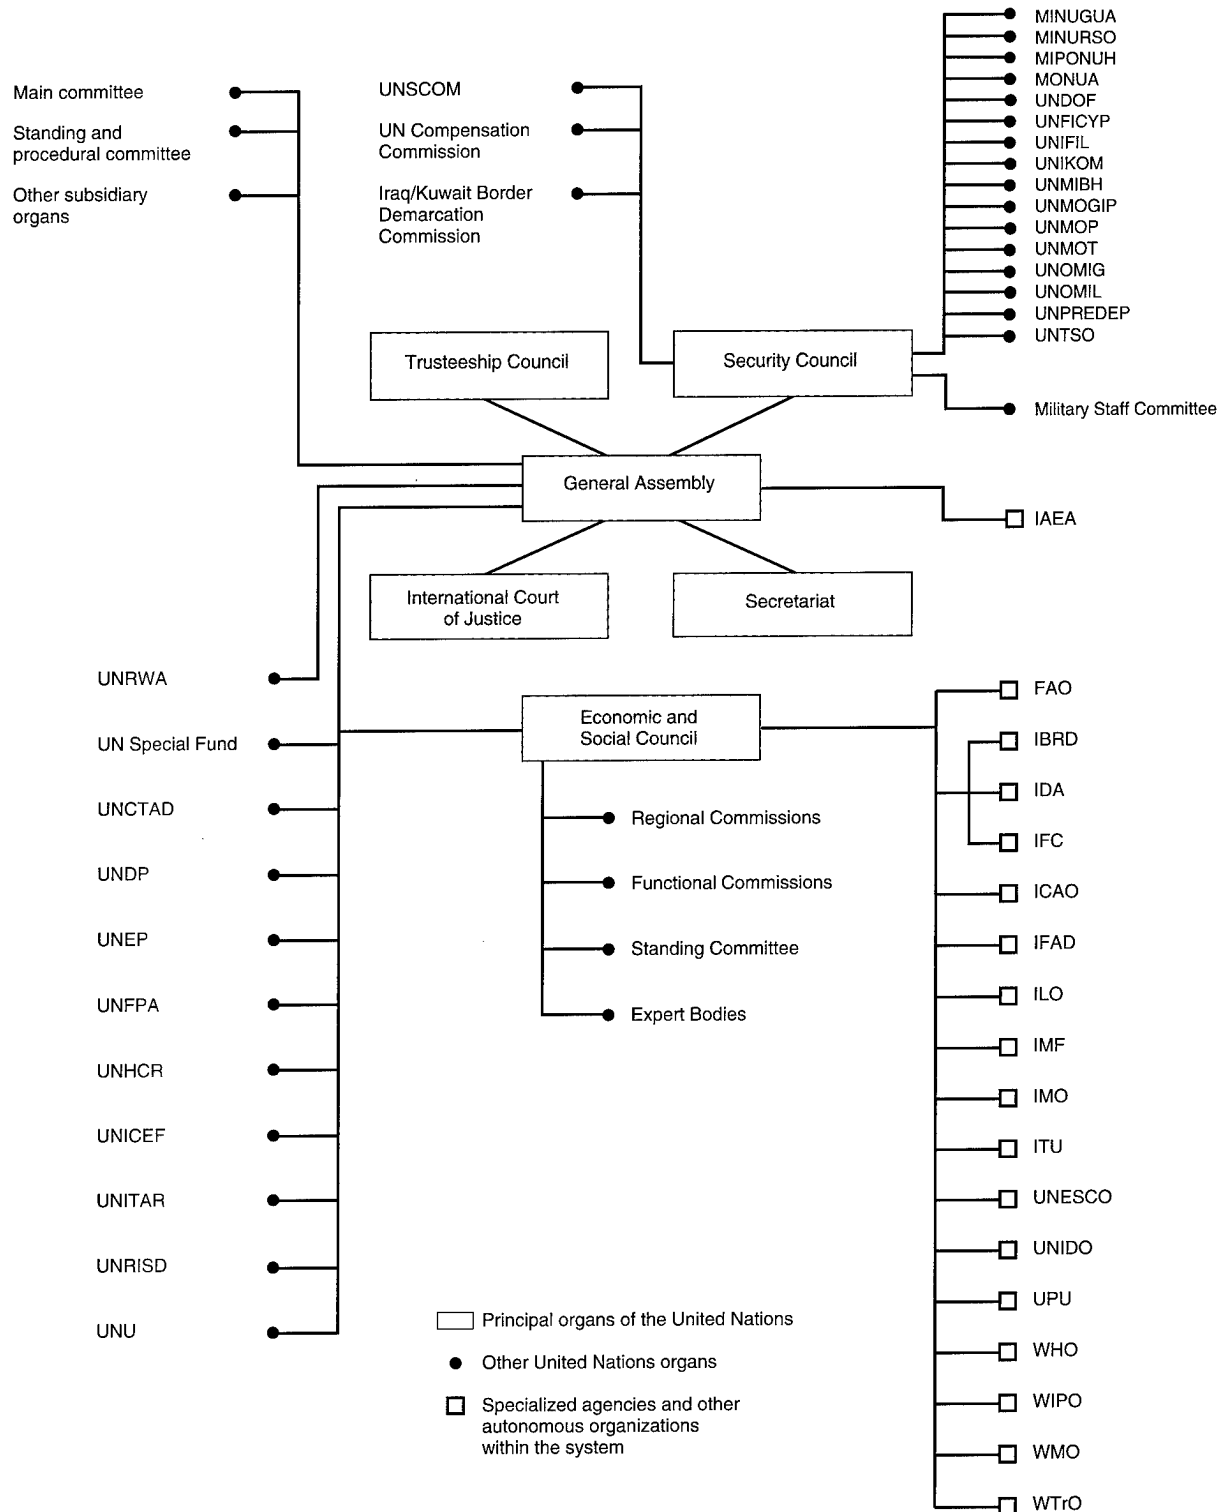 Main committee
Standing and
procedural committee
Other subsidiary
organs
UNSCOM
UN Compensation
Commission
Iraq/Kuwait Border
Demarcation
Commission
MINUGUA
MINURSO
MIPONUH
MONUA
UNDOF
UNFICYP
UNIFIL
UNIKOM
UNMIBH
UNMOGIP
UNMOP
UNMOT
UNOMIG
UNOMIL
UNPREDEP
UNTSO
Military Staff Committee
Trusteeship Council
Security Council
General Assembly
IAEA
International Court
of Justice
Secretariat
UNRWA
UN Special Fund
UNCTAD
UNDP
UNEP
UNFPA
UNHCR
UNICEF
UNITAR
UNRISD
UNU
Economic and
Social Council
Regional Commissions
Functional Commissions
Standing Committee
Expert Bodies
FAO
IBRD
IDA
IFC
ICAO
IFAD
ILO
IMF
IMO
ITU
UNESCO
UNIDO
UPU
WHO
WIPO
WMO
WTrO
Principal organs of the United Nations
Other United Nations organs
Specialized agencies and other
autonomous organizations
within the system